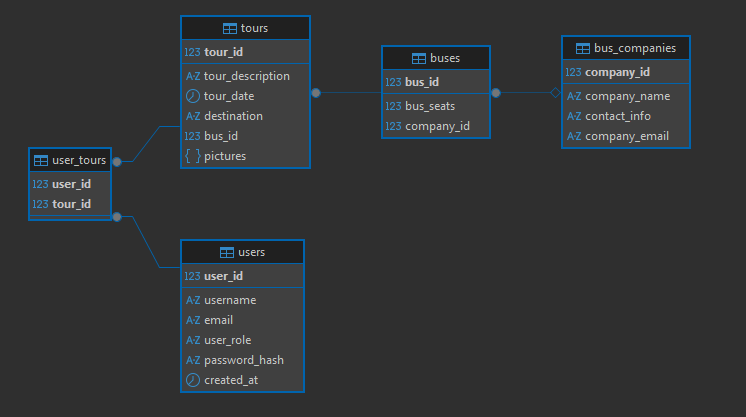 tours
123 tour_id
A-Z tour_description
tour_date
A-Z destination
123 bus_id
{ } pictures
buses
123 bus_id
123 bus_seats
123 company_id
bus_companies
123 company_id
A-Z company_name
A-Z contact_info
A-Z company_email
user_tours
123 user_id
123 tour_id
users
123 user_id
A-Z username
A-Z email
A-Z user_role
A-Z password_hash
created_at